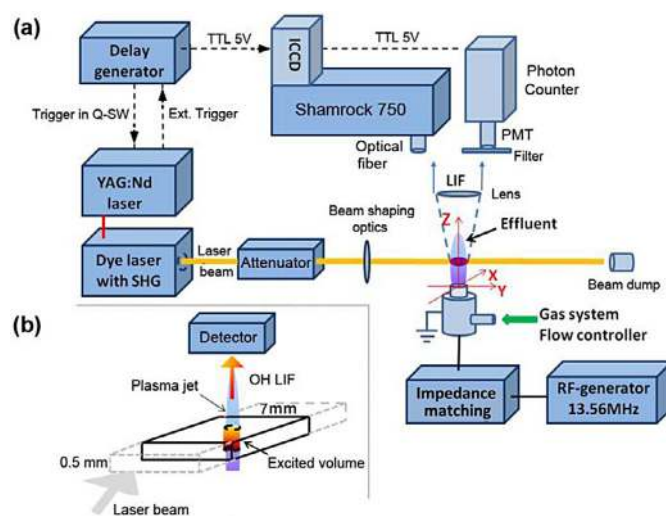 (a)
Delay
generator
TTL 5V
ICCD
TTL 5V
Photon
Counter
Shamrock 750
Trigger in Q-SW
Ext. Trigger
Optical
fiber
PMT
Filter
YAG:Nd
laser
LIF
Lens
Beam shaping
optics
Z
Effluent
Dye laser
with SHG
Laser
beam
Attenuator
X
Y
Beam dump
(b)
Detector
Gas system
Flow controller
Plasma jet
OH LIF
7mm
Impedance
matching
RF-generator
13.56MHz
0.5 mm
Excited volume
Laser beam